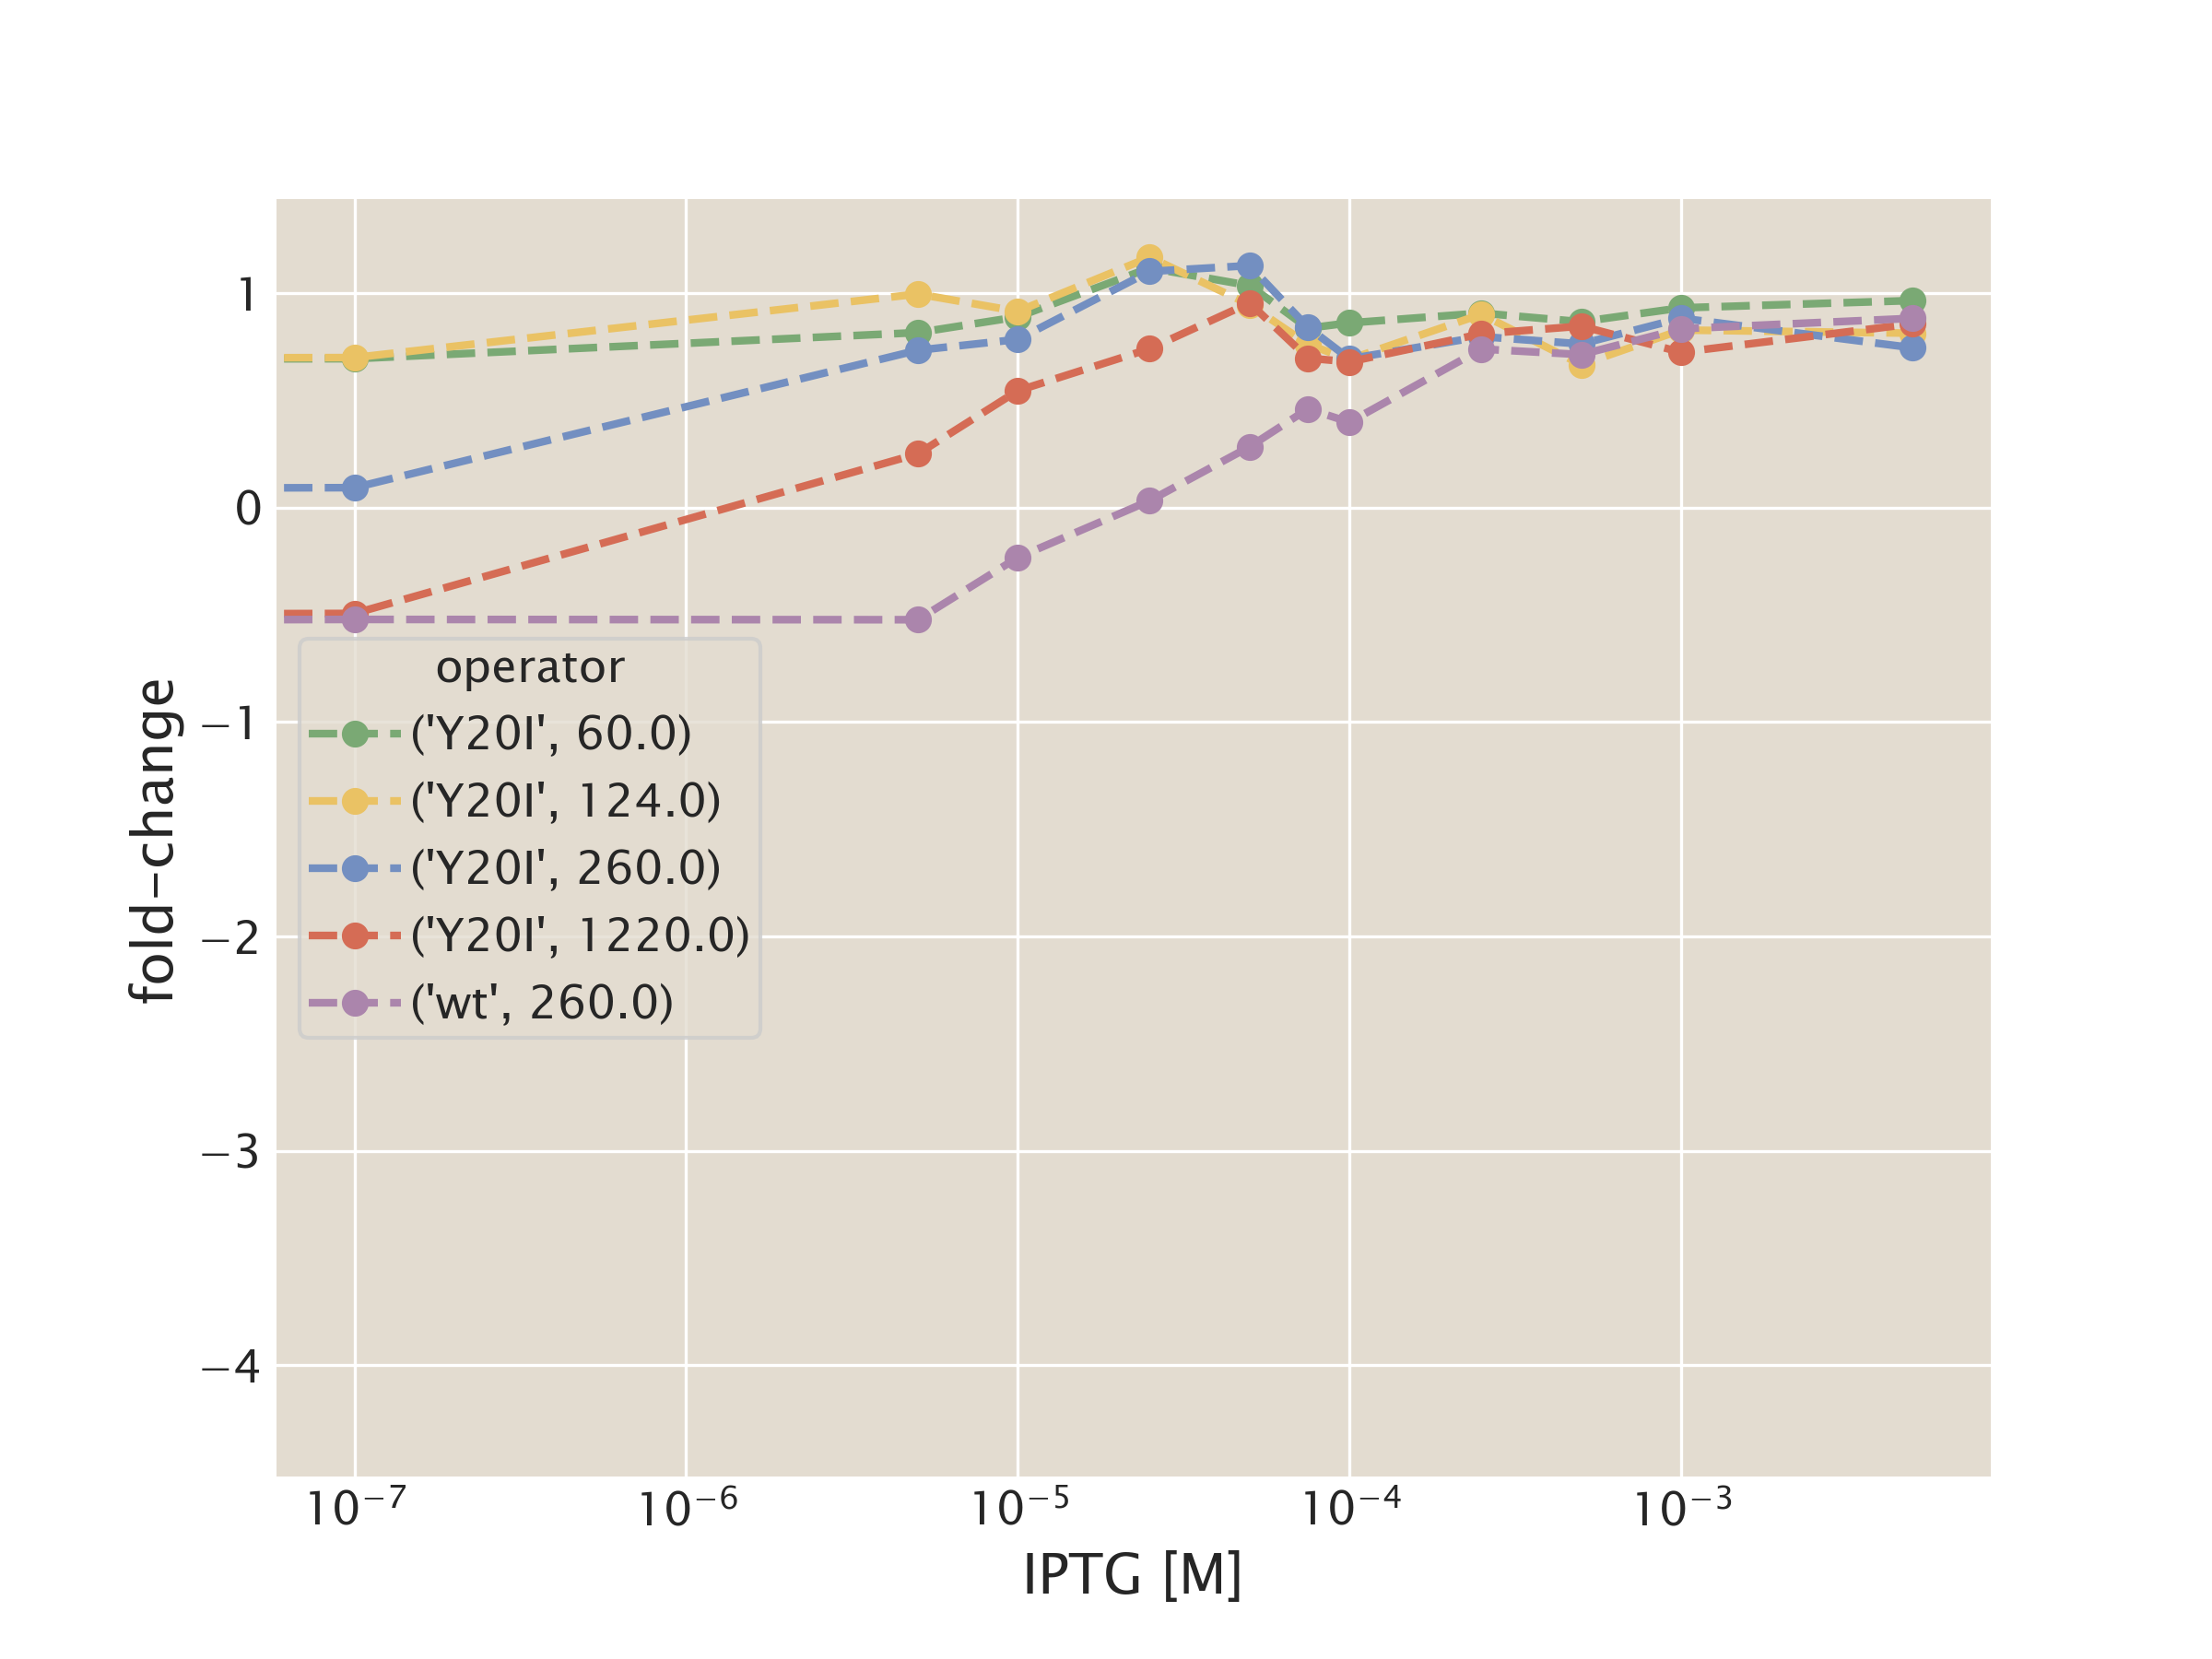 1
0
−1
−2
−3
−4
fold-change
operator
('Y20I', 60.0)
('Y20I', 124.0)
('Y20I', 260.0)
('Y20I', 1220.0)
('wt', 260.0)
10⁻⁷ 10⁻⁶ 10⁻⁵ 10⁻⁴ 10⁻³
IPTG [M]